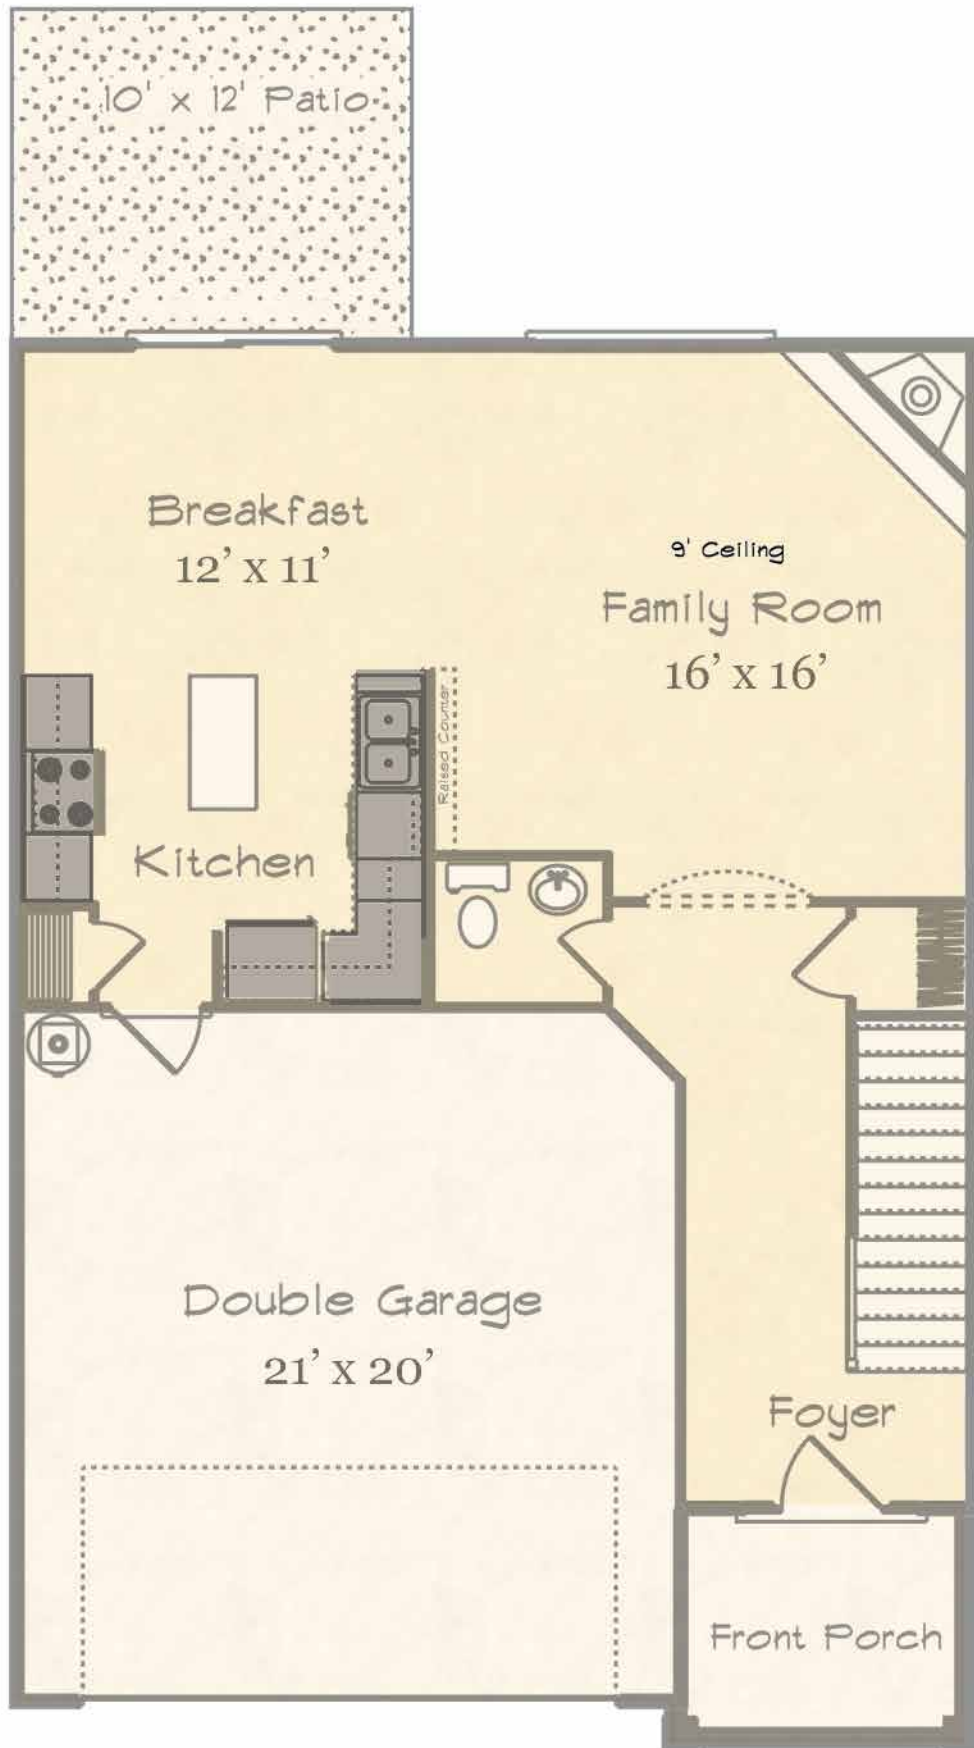 10' x 12' Patio
Breakfast
12' x 11'
9' Ceiling
Family Room
16' x 16'
Raised Counter
Kitchen
Double Garage
21' x 20'
Foyer
Front Porch